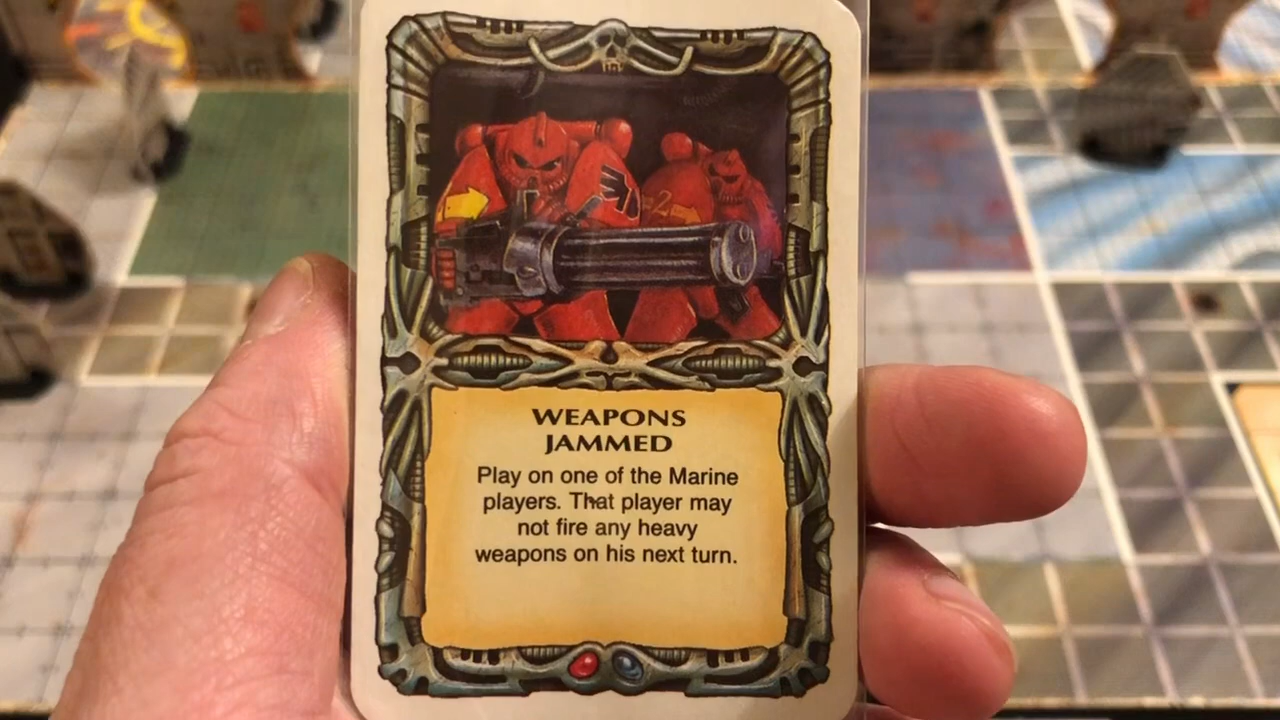 2
WEAPONS
JAMMED
Play on one of the Marine
players. That player may
not fire any heavy
weapons on his next turn.